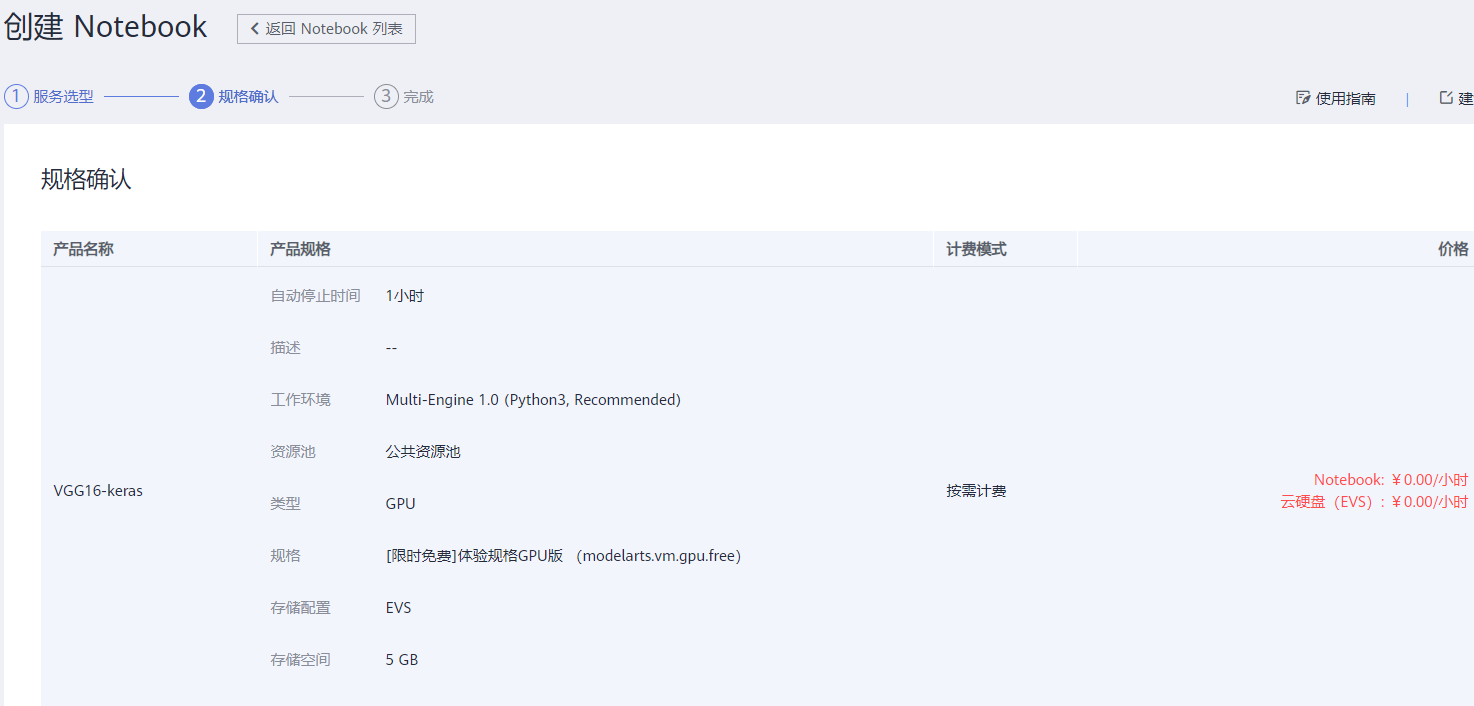 创建 Notebook
返回 Notebook 列表
1 服务选型
2 规格确认
3 完成
使用指南
|
建
规格确认
产品名称
产品规格
计费模式
价格
自动停止时间 1小时
描述 --
工作环境 Multi-Engine 1.0 (Python3, Recommended)
资源池 公共资源池
VGG16-keras
类型 GPU
按需计费
Notebook: ￥0.00/小时
云硬盘（EVS）: ￥0.00/小时
规格 [限时免费]体验规格GPU版 （modelarts.vm.gpu.free）
存储配置 EVS
存储空间 5 GB